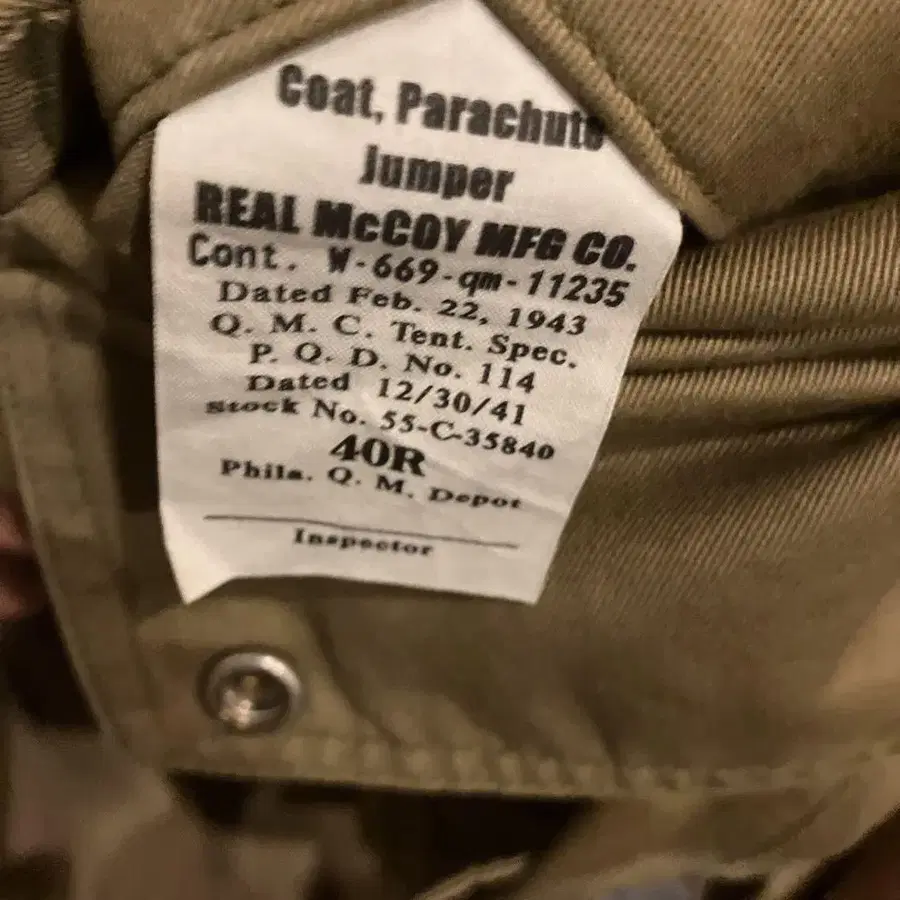 Coat, Parachute
Jumper
REAL McCOY MFG CO.
Cont. W-669-qm-11235
Dated Feb. 22, 1943
Q. M. C. Tent. Spec.
P. Q. D. No. 114
Dated 12/30/41
Stock No. 55-C-35840
40R
Phila. Q. M. Depot
Inspector